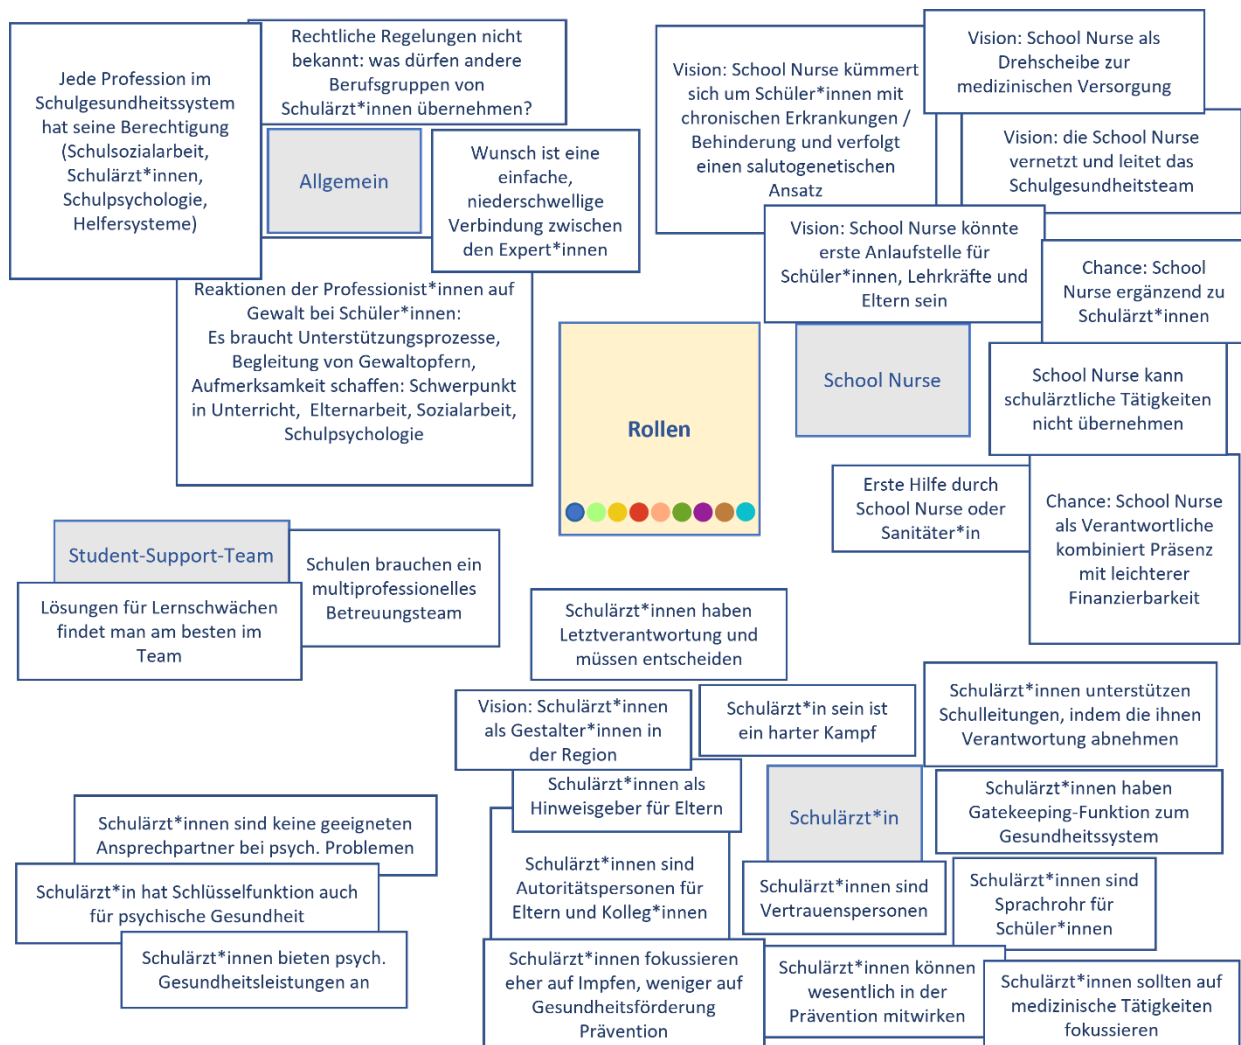 Jede Profession im
Schulgesundheitssystem
hat seine Berechtigung
(Schulsozialarbeit,
Schulärzt*innen,
Schulpsychologie,
Helfersysteme)
Rechtliche Regelungen nicht
bekannt: was dürfen andere
Berufsgruppen von
Schulärzt*innen übernehmen?
Allgemein
Wunsch ist eine
einfache,
niederschwellige
Verbindung zwischen
den Expert*innen
Reaktionen der Professionist*innen auf
Gewalt bei Schüler*innen:
Es braucht Unterstützungsprozesse,
Begleitung von Gewaltopfern,
Aufmerksamkeit schaffen: Schwerpunkt
in Unterricht, Elternarbeit, Sozialarbeit,
Schulpsychologie
Vision: School Nurse kümmert
sich um Schüler*innen mit
chronischen Erkrankungen /
Behinderung und verfolgt
einen salutogenetischen
Ansatz
Vision: School Nurse als
Drehscheibe zur
medizinischen Versorgung
Vision: die School Nurse
vernetzt und leitet das
Schulgesundheitsteam
Vision: School Nurse könnte
erste Anlaufstelle für
Schüler*innen, Lehrkräfte und
Eltern sein
Chance: School
Nurse ergänzend zu
Schulärzt*innen
School Nurse
School Nurse kann
schulärztliche Tätigkeiten
nicht übernehmen
Erste Hilfe durch
School Nurse oder
Sanitäter*in
Chance: School Nurse
als Verantwortliche
kombiniert Präsenz
mit leichterer
Finanzierbarkeit
Rollen
Student-Support-Team
Schulen brauchen ein
multiprofessionelles
Betreuungsteam
Lösungen für Lernschwächen
findet man am besten im
Team
Schulärzt*innen haben
Letztverantwortung und
müssen entscheiden
Vision: Schulärzt*innen
als Gestalter*innen in
der Region
Schulärzt*in sein ist
ein harter Kampf
Schulärzt*innen unterstützen
Schulleitungen, indem die ihnen
Verantwortung abnehmen
Schulärzt*innen als
Hinweisgeber für Eltern
Schulärzt*in
Schulärzt*innen haben
Gatekeeping-Funktion zum
Gesundheitssystem
Schulärzt*innen sind keine geeigneten
Ansprechpartner bei psych. Problemen
Schulärzt*in hat Schlüsselfunktion auch
für psychische Gesundheit
Schulärzt*innen bieten psych.
Gesundheitsleistungen an
Schulärzt*innen sind
Autoritätspersonen für
Eltern und Kolleg*innen
Schulärzt*innen sind
Vertrauenspersonen
Schulärzt*innen sind
Sprachrohr für
Schüler*innen
Schulärzt*innen fokussieren
eher auf Impfen, weniger auf
Gesundheitsförderung
Prävention
Schulärzt*innen können
wesentlich in der
Prävention mitwirken
Schulärzt*innen sollten auf
medizinische Tätigkeiten
fokussieren